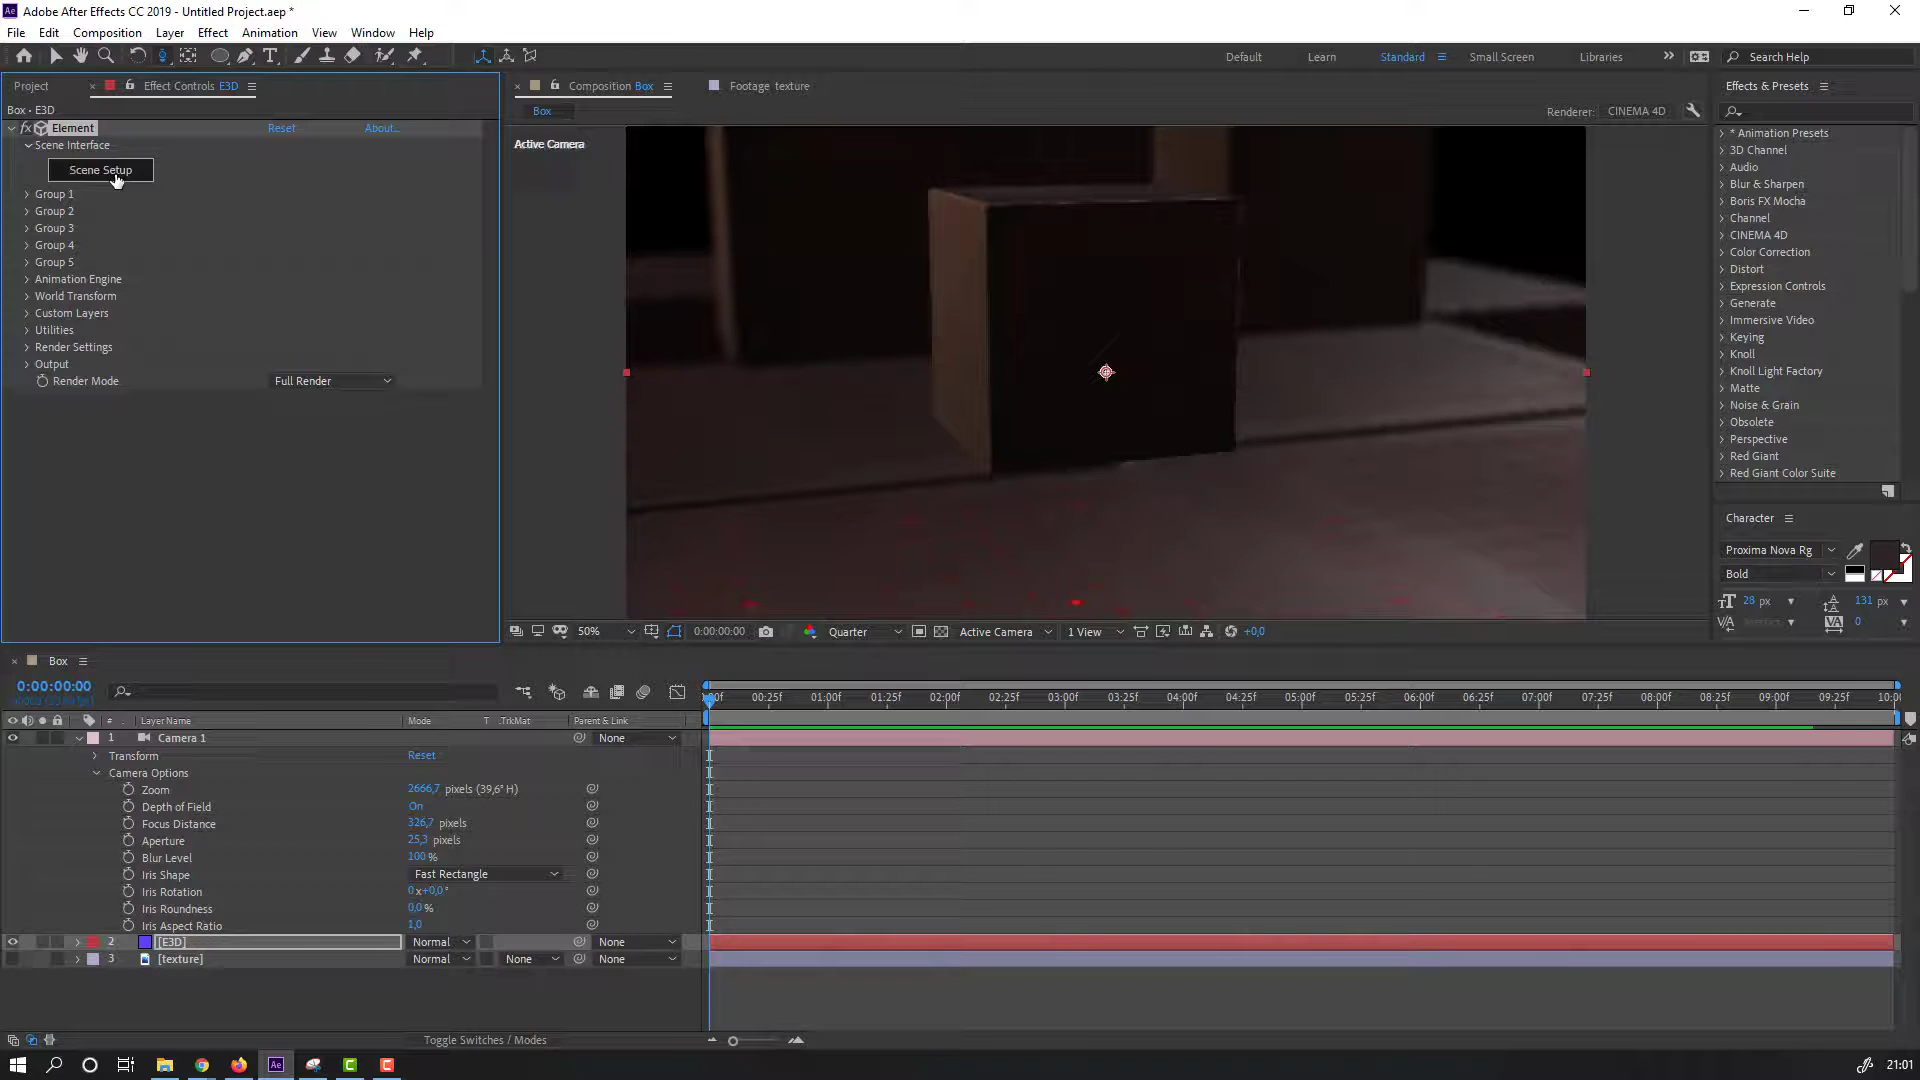 Adobe After Effects CC 2019 - Untitled Project.aep *
File Edit Composition Layer Effect Animation View Window Help
Default Learn Standard Small Screen Libraries Search Help
Project Effect Controls E3D
Box • E3D
Element Reset About...
Scene Interface
Scene Setup
Group 1
Group 2
Group 3
Group 4
Group 5
Animation Engine
World Transform
Custom Layers
Utilities
Render Settings
Output
Render Mode Full Render
Composition Box Footage texture
Box
Renderer: CINEMA 4D
Active Camera
50% 0:00:00:00 Quarter Active Camera 1 View +0,0
Effects & Presets
* Animation Presets
3D Channel
Audio
Blur & Sharpen
Boris FX Mocha
Channel
CINEMA 4D
Color Correction
Distort
Expression Controls
Generate
Immersive Video
Keying
Knoll
Knoll Light Factory
Matte
Noise & Grain
Obsolete
Perspective
Red Giant
Red Giant Color Suite
Character
Proxima Nova Rg
Bold
28 px 131 px
0
Box
0:00:00:00
00:25f 01:00f 01:25f 02:00f 02:25f 03:00f 03:25f 04:00f 04:25f 05:00f 05:25f 06:00f 06:25f 07:00f 07:25f 08:00f 08:25f 09:00f 09:25f
# Layer Name Mode T .TrkMat Parent & Link
1 Camera 1 None
Transform Reset
Camera Options
Zoom 2666,7 pixels (39,6° H)
Depth of Field On
Focus Distance 326,7 pixels
Aperture 25,3 pixels
Blur Level 100 %
Iris Shape Fast Rectangle
Iris Rotation 0 x+0,0 °
Iris Roundness 0,0 %
Iris Aspect Ratio 1,0
2 [E3D] Normal None
3 [texture] Normal None None
Toggle Switches / Modes
21:01